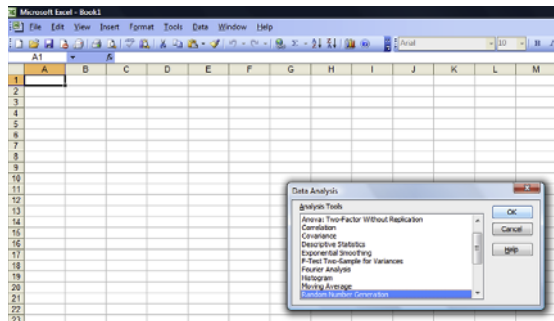 Microsoft Excel - Book1
File Edit View Insert Format Tools Data Window Help
Arial 10 B
A1 fx
A B C D E F G H I J K L M
1
2
3
4
5
6
7
8
9
10
11
12
13
14
15
16
17
18
19
20
21
22
23
Data Analysis
Analysis Tools
Anova: Two-Factor Without Replication
Correlation
Covariance
Descriptive Statistics
Exponential Smoothing
F-Test Two-Sample for Variances
Fourier Analysis
Histogram
Moving Average
Random Number Generation
OK
Cancel
Help